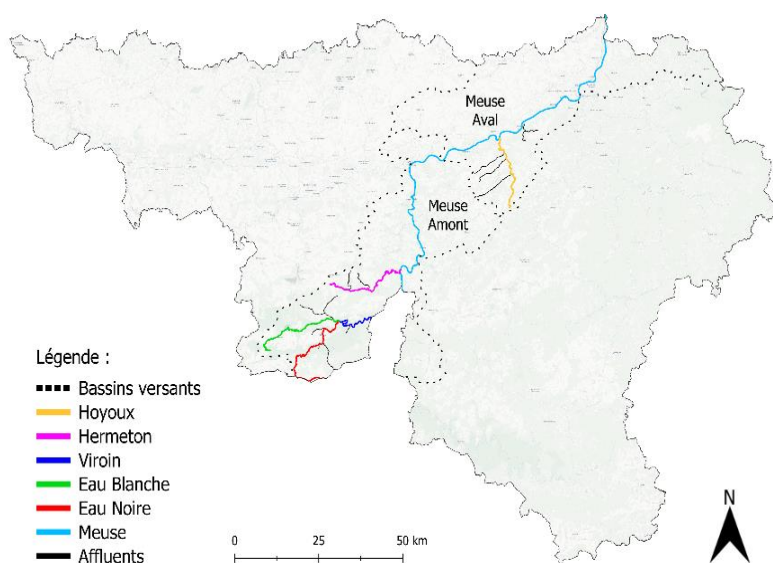 Meuse
Aval
Meuse
Amont
Légende :
Bassins versants
Hoyoux
Hermeton
Viroin
Eau Blanche
Eau Noire
Meuse
Affluents
0 25 50 km
N